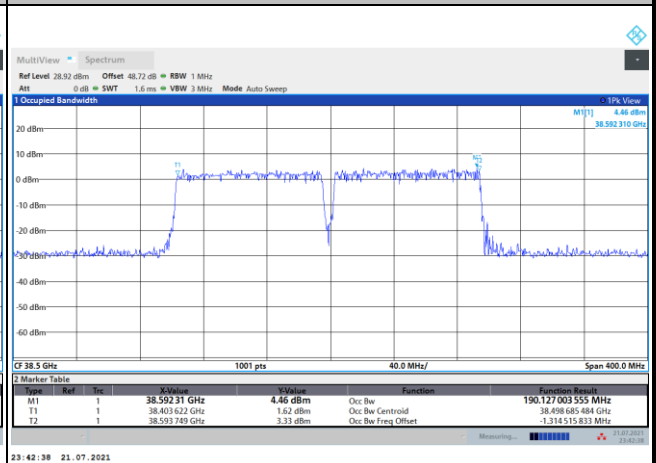 MultiView Spectrum
Ref Level 28.92 dBm Offset 48.72 dB RBW 1 MHz
Att 0 dB SWT 1.6 ms VBW 3 MHz Mode Auto Sweep
1 Occupied Bandwidth 1Pk View
M1[1] 4.46 dBm
38.592 310 GHz
20 dBm
10 dBm
T1
M1
T2
0 dBm
-10 dBm
-20 dBm
-30 dBm
-40 dBm
-50 dBm
-60 dBm
CF 38.5 GHz 1001 pts 40.0 MHz/ Span 400.0 MHz
2 Marker Table
Type Ref Trc X-Value Y-Value Function Function Result
M1 1 38.592 31 GHz 4.46 dBm Occ Bw 190.127 003 555 MHz
T1 1 38.403 622 GHz 1.62 dBm Occ Bw Centroid 38.498 685 484 GHz
T2 1 38.593 749 GHz 3.33 dBm Occ Bw Freq Offset -1.314 515 833 MHz
Measuring... 21.07.2021
23:42:38
23:42:38 21.07.2021